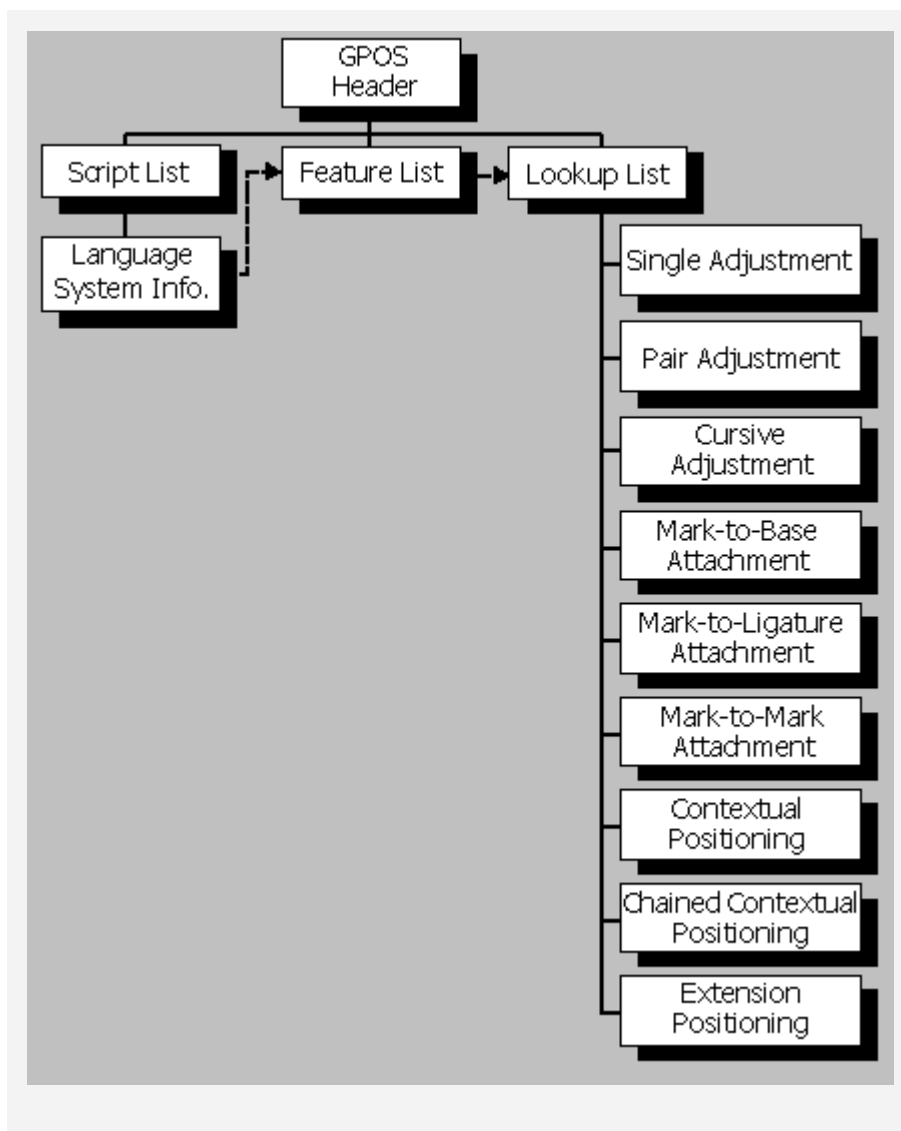 GPOS
Header
Script List
Feature List
Lookup List
Language
System Info.
Single Adjustment
Pair Adjustment
Cursive
Adjustment
Mark-to-Base
Attachment
Mark-to-Ligature
Attachment
Mark-to-Mark
Attachment
Contextual
Positioning
Chained Contextual
Positioning
Extension
Positioning